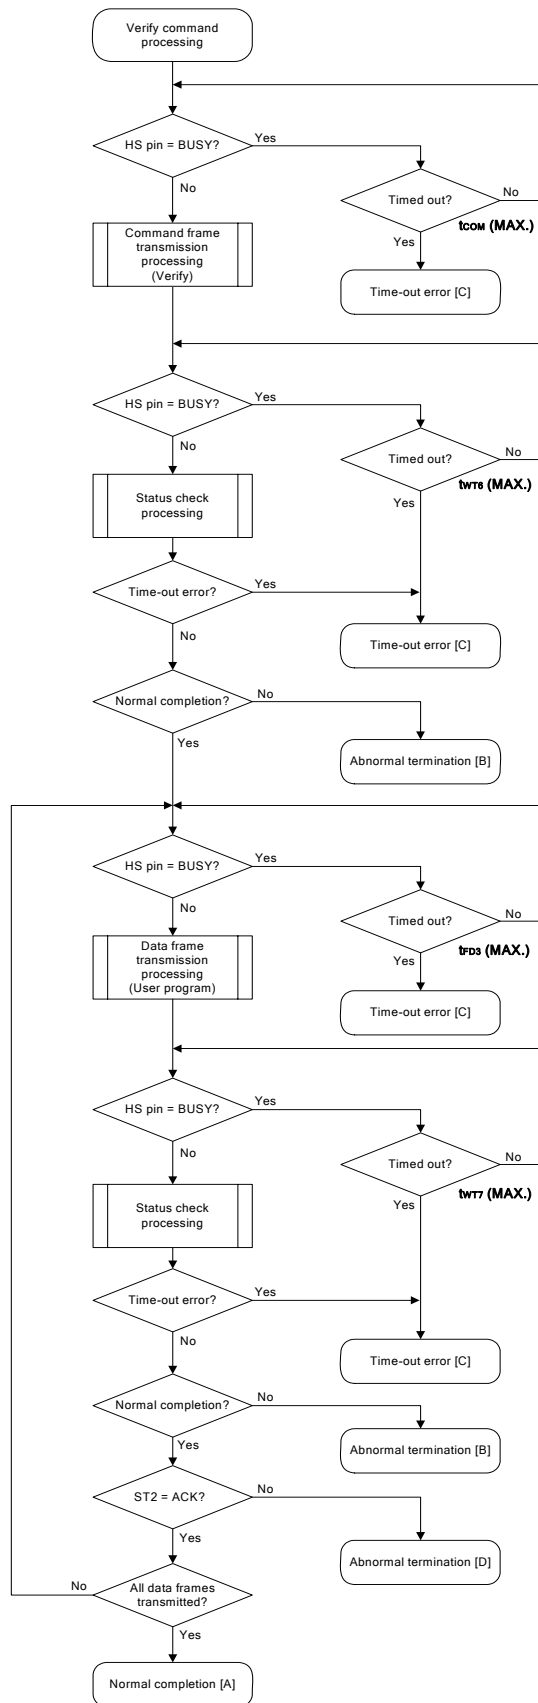 Verify command
processing
HS pin = BUSY?
Yes
No
Timed out?
No
tCOM (MAX.)
Yes
Command frame
transmission
processing
(Verify)
Time-out error [C]
HS pin = BUSY?
Yes
No
Timed out?
No
tWT6 (MAX.)
Yes
Status check
processing
Time-out error?
Yes
No
Time-out error [C]
Normal completion?
No
Yes
Abnormal termination [B]
HS pin = BUSY?
Yes
No
Timed out?
No
tFD3 (MAX.)
Yes
Data frame
transmission
processing
(User program)
Time-out error [C]
HS pin = BUSY?
Yes
No
Timed out?
No
tWT7 (MAX.)
Yes
Status check
processing
Time-out error?
Yes
No
Time-out error [C]
Normal completion?
No
Yes
Abnormal termination [B]
ST2 = ACK?
No
Yes
Abnormal termination [D]
No
All data frames
transmitted?
Yes
Normal completion [A]